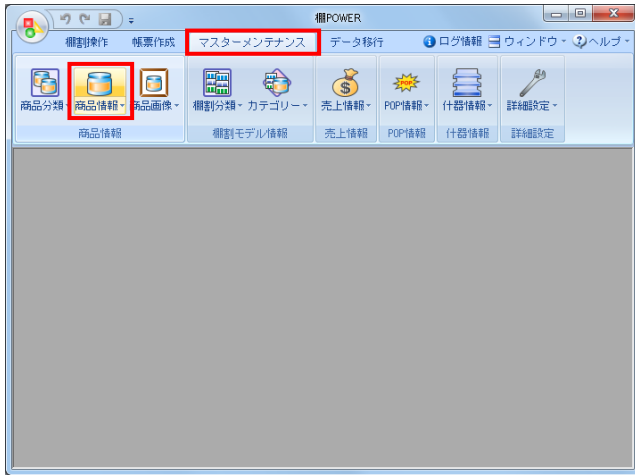 棚POWER
棚割操作 帳票作成 マスターメンテナンス データ移行 ログ情報 ウィンドウ ヘルプ
商品分類 商品情報 商品画像 棚割分類 カテゴリー 売上情報 POP情報 什器情報 詳細設定
商品情報 棚割モデル情報 売上情報 POP情報 什器情報 詳細設定